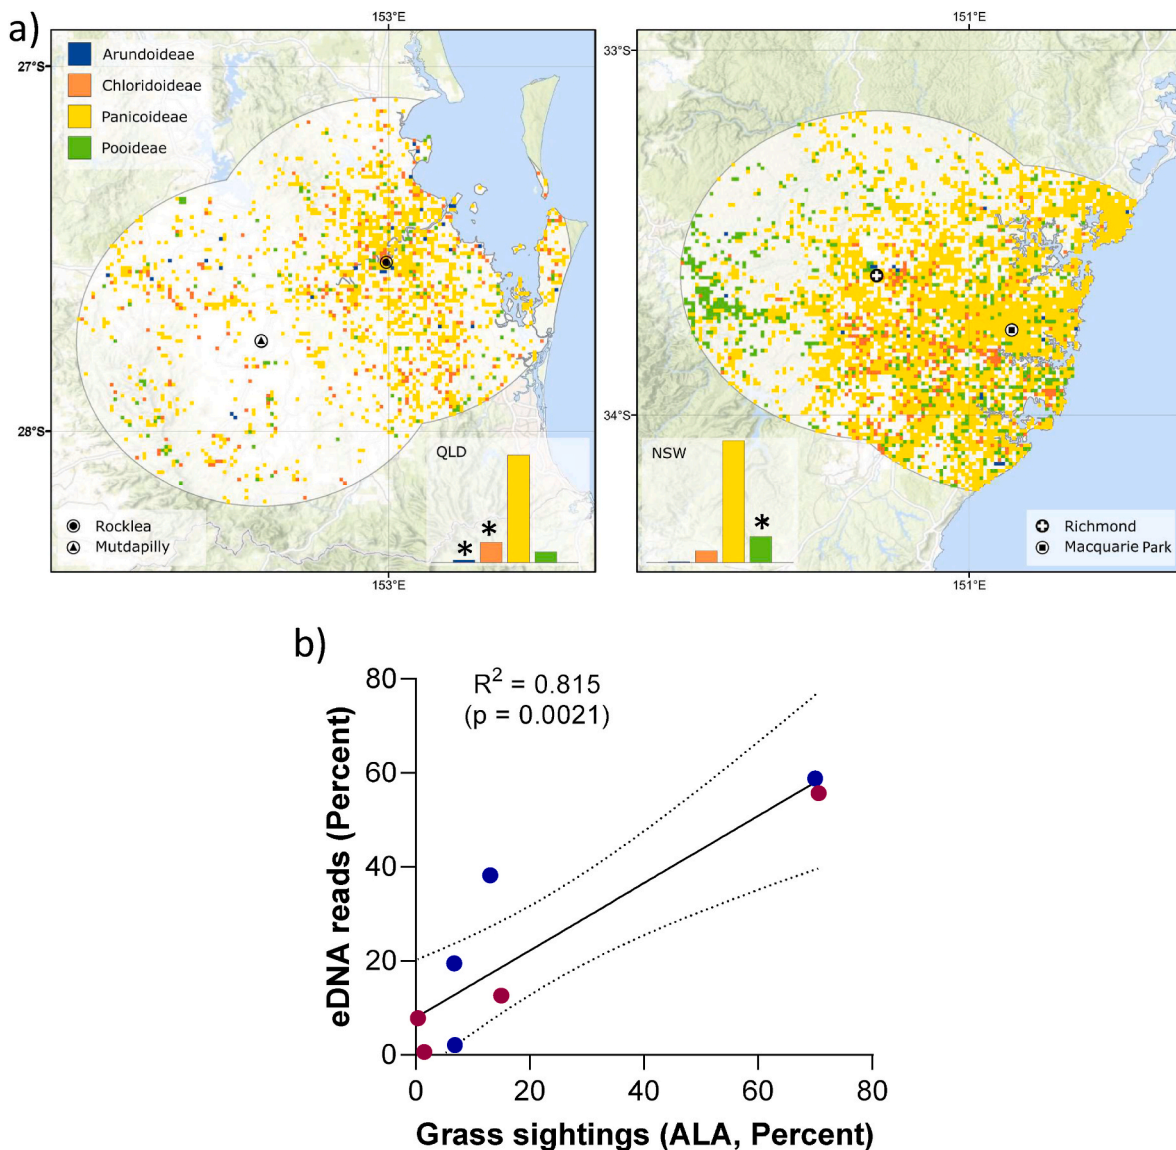 a)
153°E
151°E
27°S
28°S
Arundoideae
Chloridoideae
Panicoideae
Pooideae
QLD
* *
Rocklea
Mutdapilly
153°E
33°S
34°S
NSW
*
Richmond
Macquarie Park
151°E
b)
R² = 0.815
(p = 0.0021)
eDNA reads (Percent)
80
60
40
20
0
0 20 40 60 80
Grass sightings (ALA, Percent)